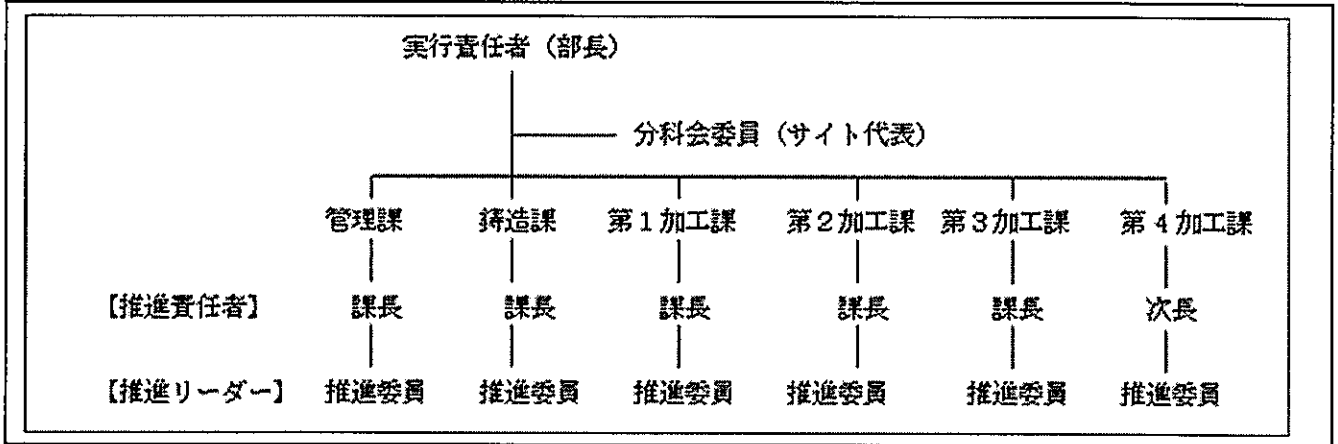 実行責任者（部長）
分科会委員（サイト代表）
管理課 鋳造課 第１加工課 第２加工課 第３加工課 第４加工課
【推進責任者】 課長 課長 課長 課長 課長 次長
【推進リーダー】 推進委員 推進委員 推進委員 推進委員 推進委員 推進委員